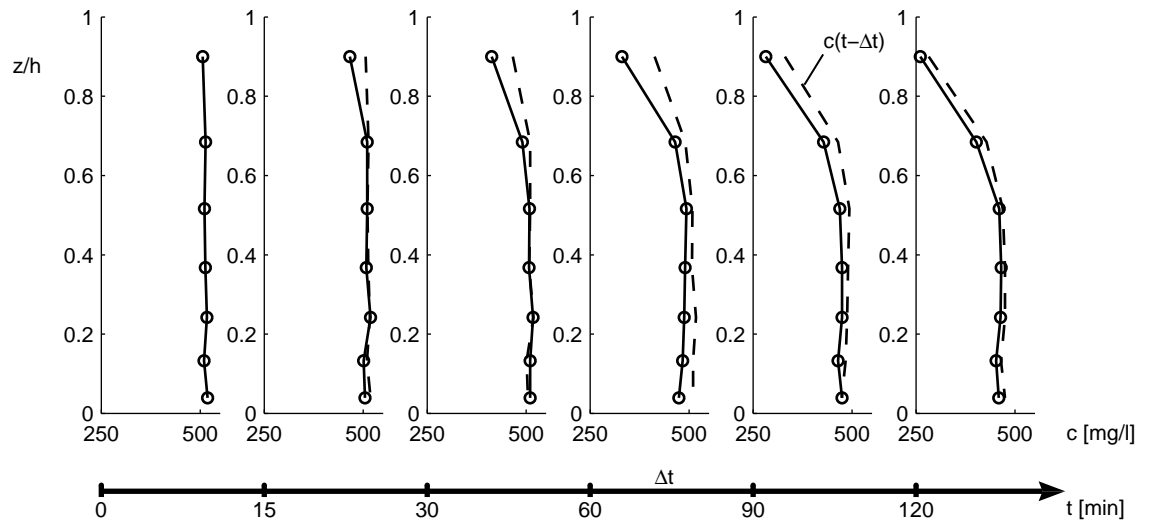 1 1 1 1 1 1
z/h
c(t−Δt)
0.8 0.8 0.8 0.8 0.8 0.8
0.6 0.6 0.6 0.6 0.6 0.6
0.4 0.4 0.4 0.4 0.4 0.4
0.2 0.2 0.2 0.2 0.2 0.2
0 0 0 0 0 0
250 500 250 500 250 500 250 500 250 500 250 500 c [mg/l]
Δt
0 15 30 60 90 120 t [min]